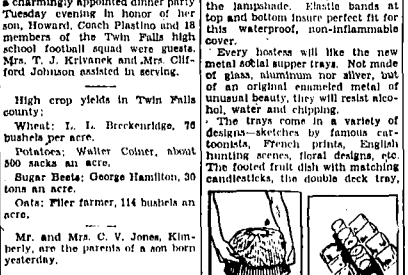 a charmingly appointed dinner party
Tuesday evening in honor of her
son, Howard. Coach Plastino and 18
members of the Twin Falls high
school football squad were guests.
Mrs. T. J. Krivanek and Mrs. Clif-
ford Johnson assisted in serving.
High crop yields in Twin Falls
county:
Wheat: L. L. Breckenridge, 76
bushels per acre.
Potatoes: Walter Coiner, about
500 sacks an acre.
Sugar Beets: George Hamilton, 30
tons an acre.
Oats: Filer farmer, 114 bushels an
acre.
Mr. and Mrs. C. V. Jones, Kim-
berly, are the parents of a son born
yesterday.
the lampshade. Elastic bands at
top and bottom insure perfect fit for
this waterproof, non-inflammable
cover.
Every hostess will like the new
metal social supper trays. Not made
of glass, aluminum nor silver, but
of an original enameled metal of
unusual beauty, they will resist alco-
hol, water and chipping.
The trays come in a variety of
designs—sketches by famous car-
toonists, French prints, English
hunting scenes, floral designs, etc.
The footed fruit dish with matching
candlesticks, the double deck tray,